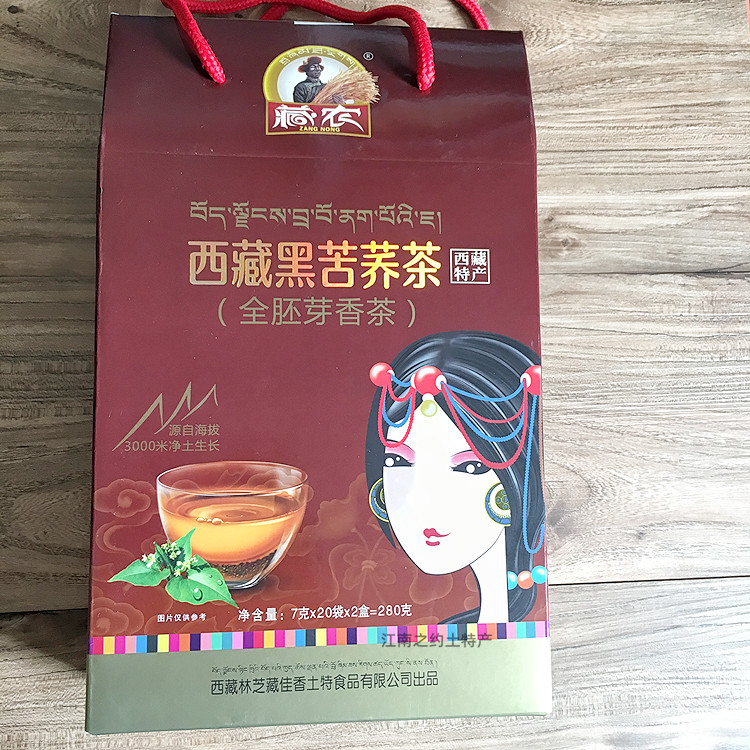 ®
藏农
ZANG NONG
བོད་ལྗོངས་བྲ་བོ་ནག་པོའི་ཇ།
西藏黑苦荞茶
西藏
特产
（全胚芽香茶）
源自海拔
3000米净土生长
图片仅供参考
净含量：7克x20袋x2盒=280克
江南之约土特产
西藏林芝藏佳香土特食品有限公司出品